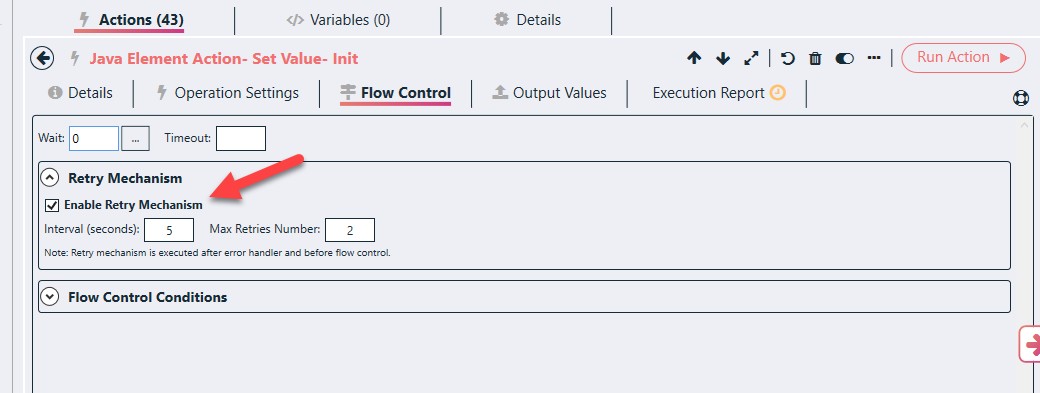 Actions (43) </> Variables (0) Details
Java Element Action- Set Value- Init Run Action
Details Operation Settings Flow Control Output Values Execution Report
Wait: 0 ... Timeout:
Retry Mechanism
Enable Retry Mechanism
Interval (seconds): 5 Max Retries Number: 2
Note: Retry mechanism is executed after error handler and before flow control.
Flow Control Conditions